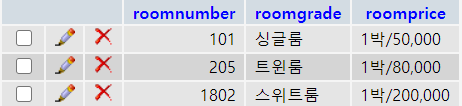 roomnumber roomgrade roomprice
101 싱글룸 1박/50,000
205 트윈룸 1박/80,000
1802 스위트룸 1박/200,000